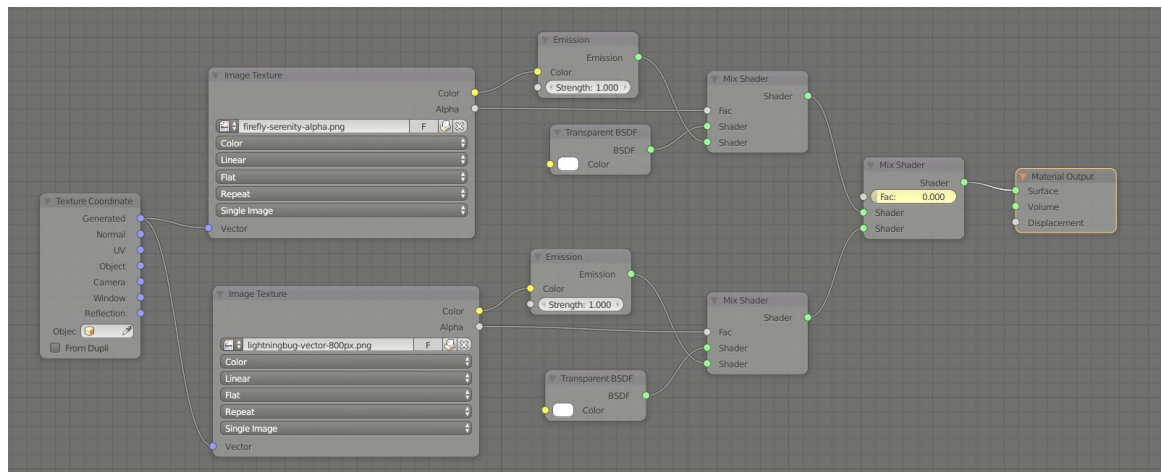 Texture Coordinate
Generated
Normal
UV
Object
Camera
Window
Reflection
Objec
From Dupli
Image Texture
Color
Alpha
firefly-serenity-alpha.png F
Color
Linear
Flat
Repeat
Single Image
Vector
Image Texture
Color
Alpha
lightningbug-vector-800px.png F
Color
Linear
Flat
Repeat
Single Image
Vector
Emission
Emission
Color
Strength: 1.000
Transparent BSDF
BSDF
Color
Emission
Emission
Color
Strength: 1.000
Transparent BSDF
BSDF
Color
Mix Shader
Shader
Fac
Shader
Shader
Mix Shader
Shader
Fac
Shader
Shader
Mix Shader
Shader
Fac: 0.000
Shader
Shader
Material Output
Surface
Volume
Displacement